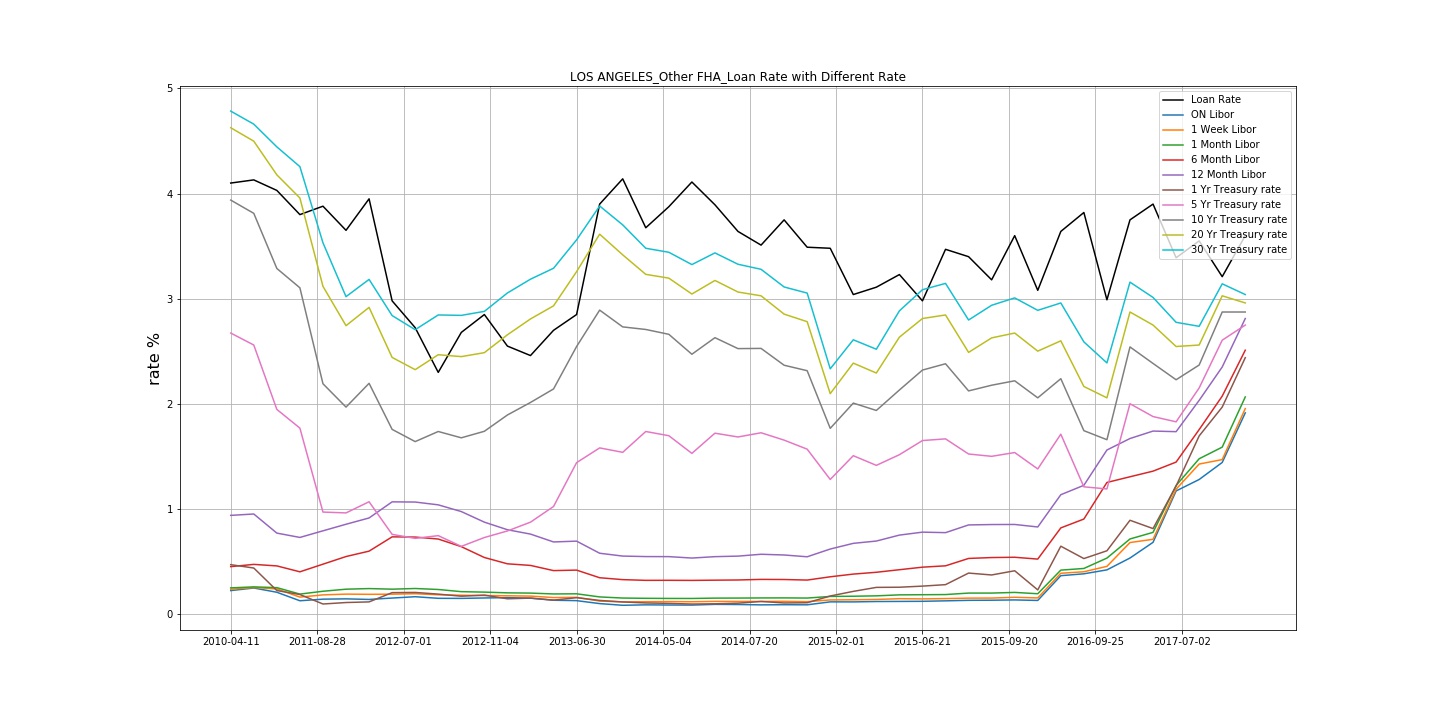 LOS ANGELES_Other FHA_Loan Rate with Different Rate
rate %
5
4
3
2
1
0
Loan Rate
ON Libor
1 Week Libor
1 Month Libor
6 Month Libor
12 Month Libor
1 Yr Treasury rate
5 Yr Treasury rate
10 Yr Treasury rate
20 Yr Treasury rate
30 Yr Treasury rate
2010-04-11 2011-08-28 2012-07-01 2012-11-04 2013-06-30 2014-05-04 2014-07-20 2015-02-01 2015-06-21 2015-09-20 2016-09-25 2017-07-02